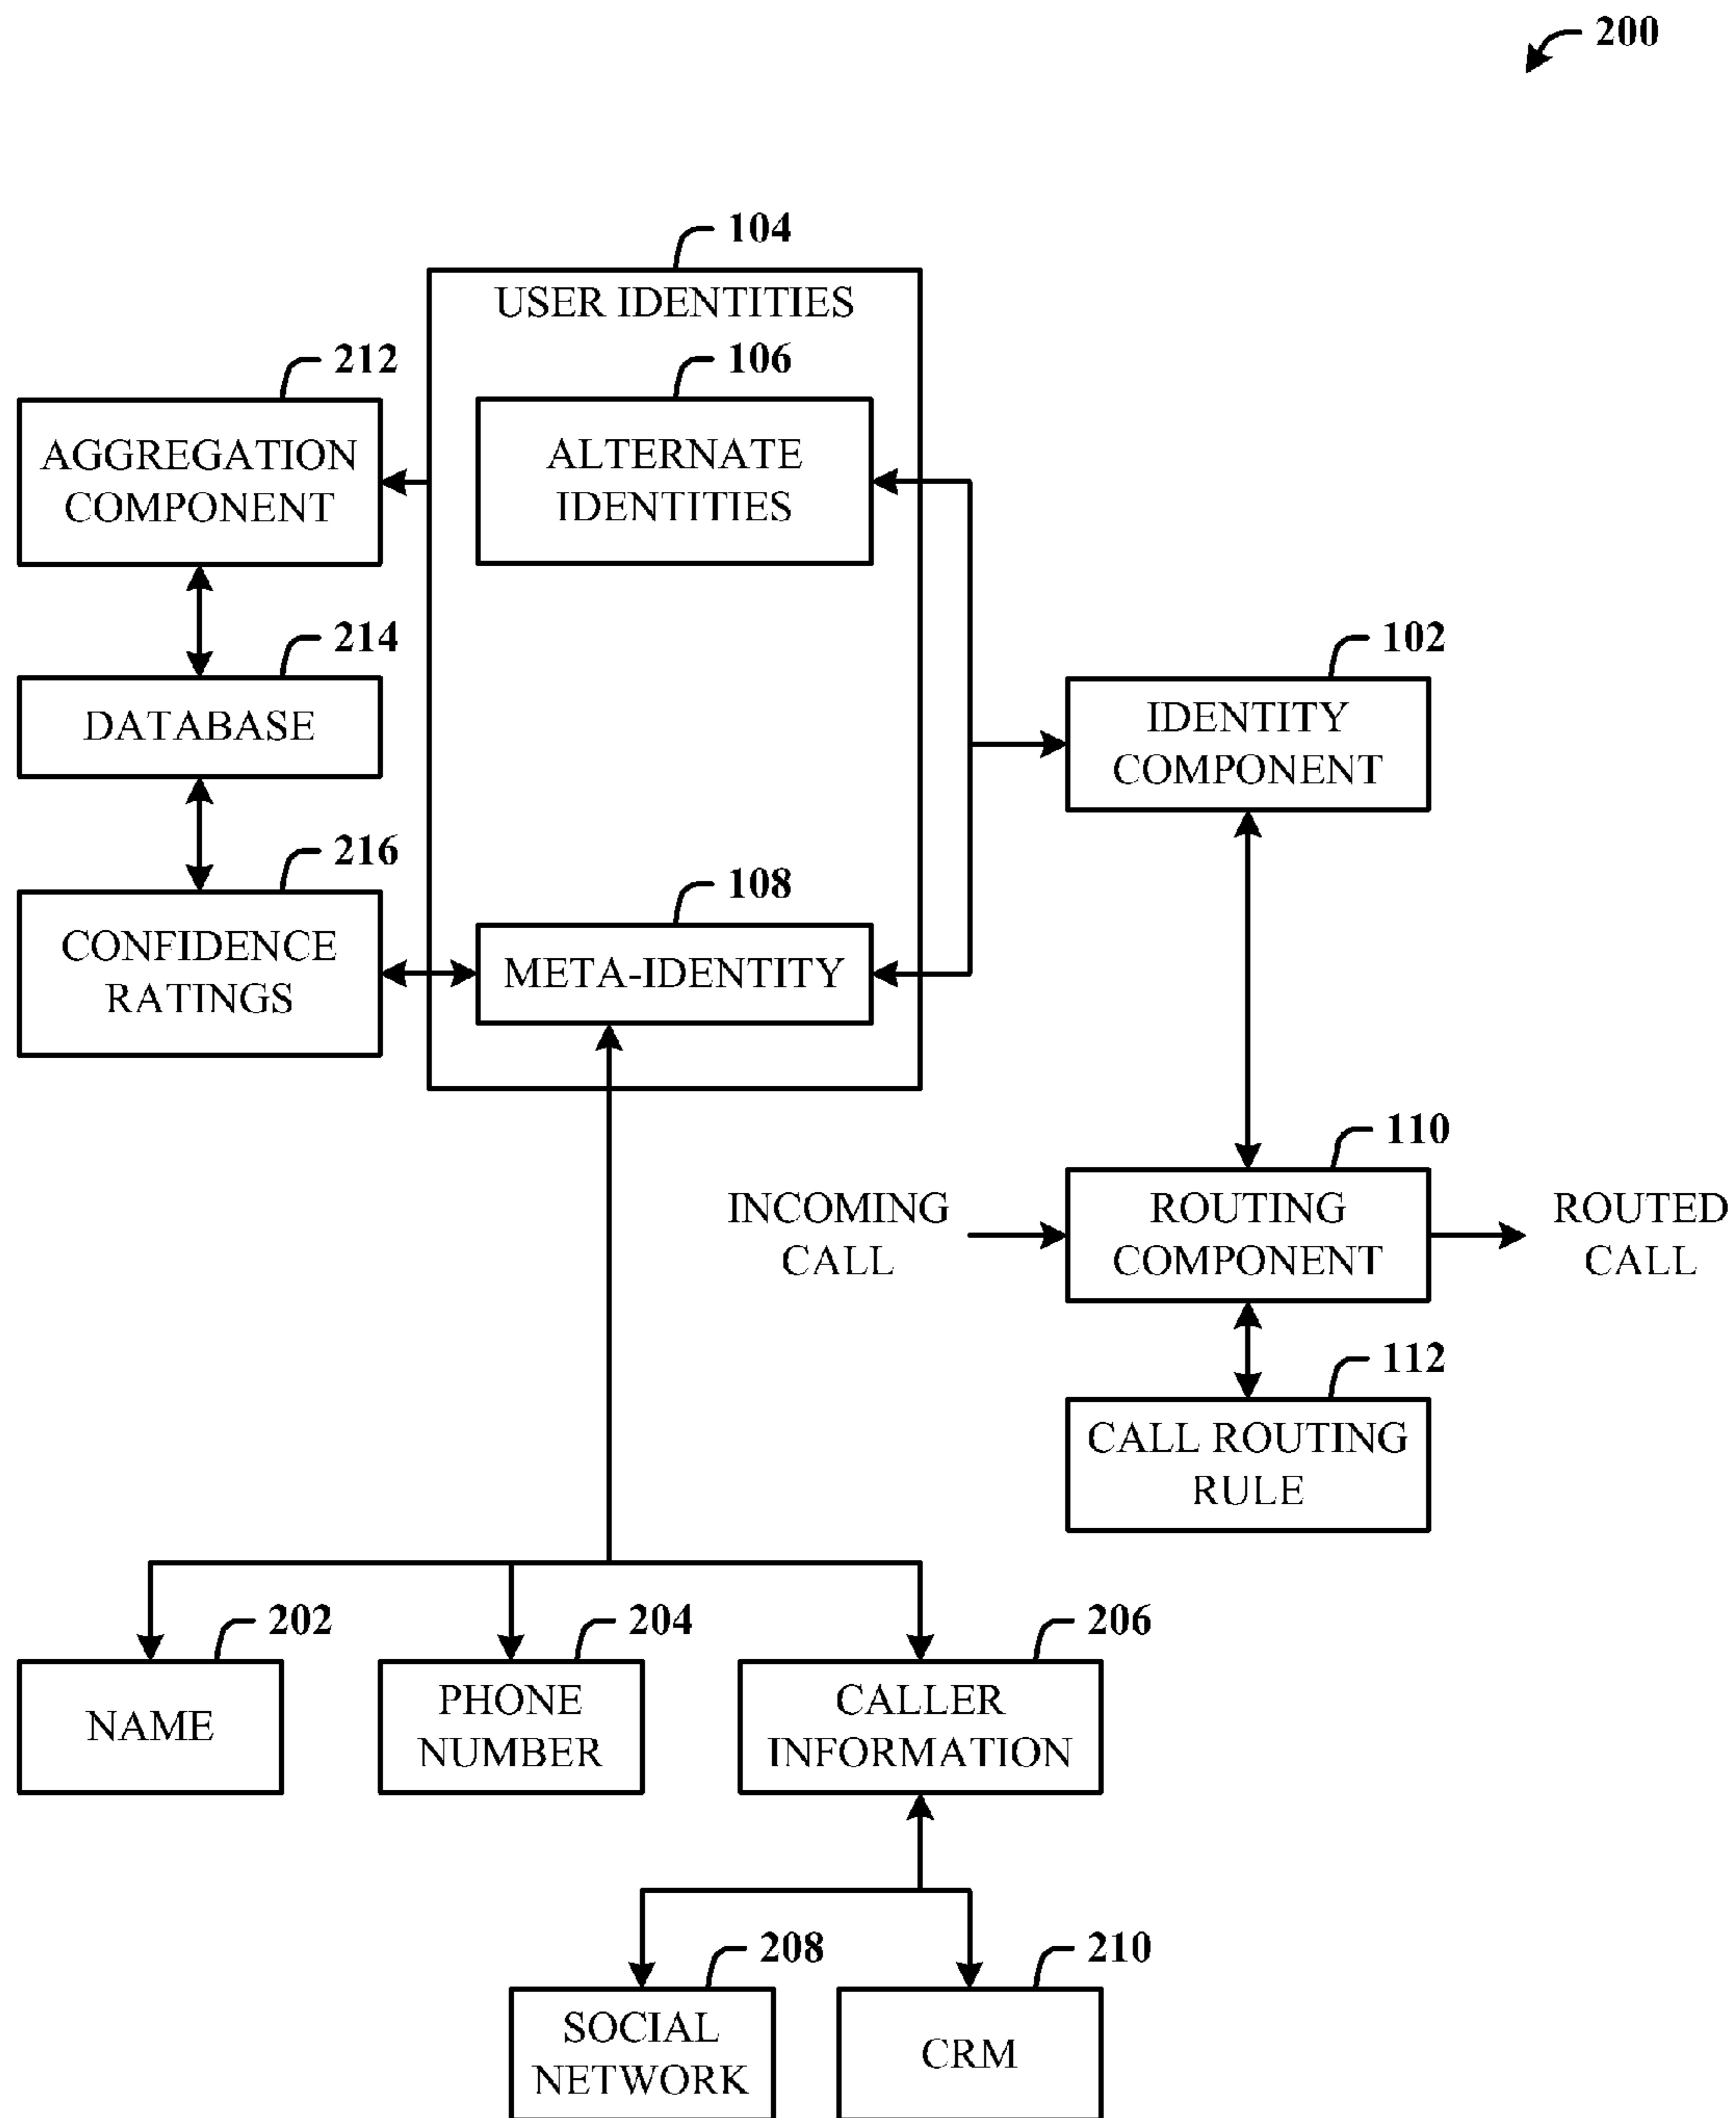 200
104
USER IDENTITIES
212
106
AGGREGATION
COMPONENT
ALTERNATE
IDENTITIES
214
102
DATABASE
IDENTITY
COMPONENT
216
108
CONFIDENCE
RATINGS
META-IDENTITY
110
INCOMING
CALL
ROUTING
COMPONENT
ROUTED
CALL
112
CALL ROUTING
RULE
202
204
206
NAME
PHONE
NUMBER
CALLER
INFORMATION
208
210
SOCIAL
NETWORK
CRM